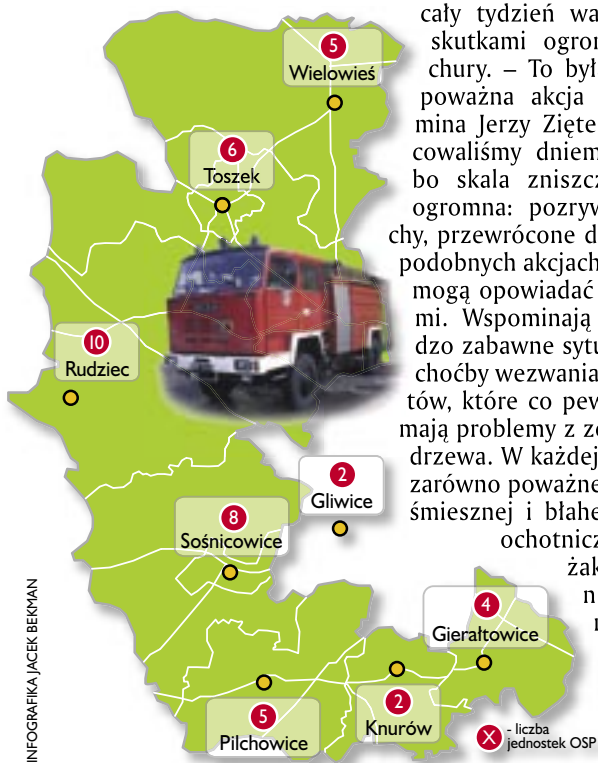 cały tydzień wa
skutkami ogrom
chury. – To był
poważna akcja
mina Jerzy Zięte
cowaliśmy dniem
bo skala zniszcz
ogromna: pozryw
chy, przewrócone d
podobnych akcjach
mogą opowiadać
mi. Wspominają
dzo zabawne sytu
choćby wezwania
tów, które co pew
mają problemy z ze
drzewa. W każdej
zarówno poważne
śmiesznej i błahe
ochotnicz
żak
n
5
Wielowieś
6
Toszek
10
Rudziec
2
Gliwice
8
Sośnicowice
4
Gierałtowice
5
Pilchowice
2
Knurów
X - liczba
jednostek OSP
INFOGRAFIKA JACEK BEKMAN